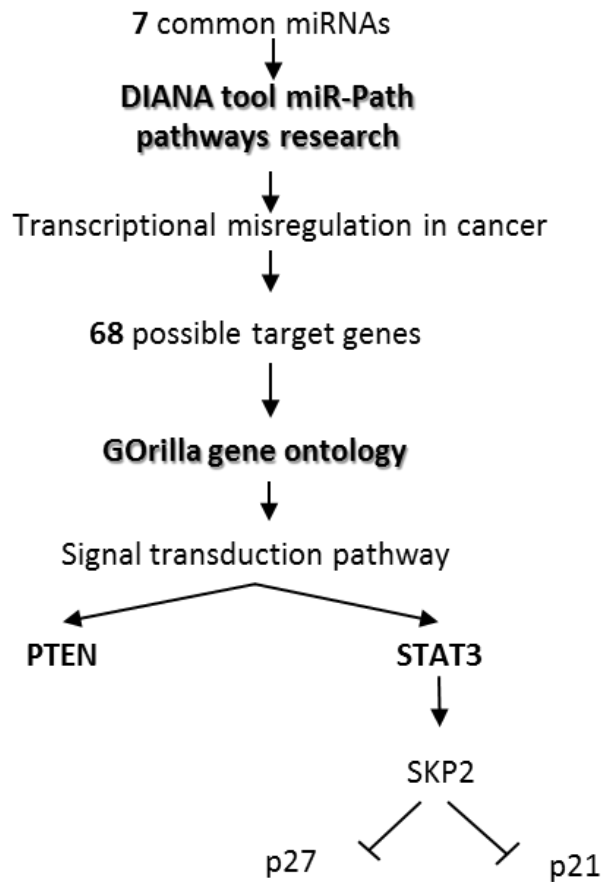 7 common miRNAs
DIANA tool miR-Path
pathways research
Transcriptional misregulation in cancer
68 possible target genes
GOrilla gene ontology
Signal transduction pathway
PTEN
STAT3
SKP2
p27
p21